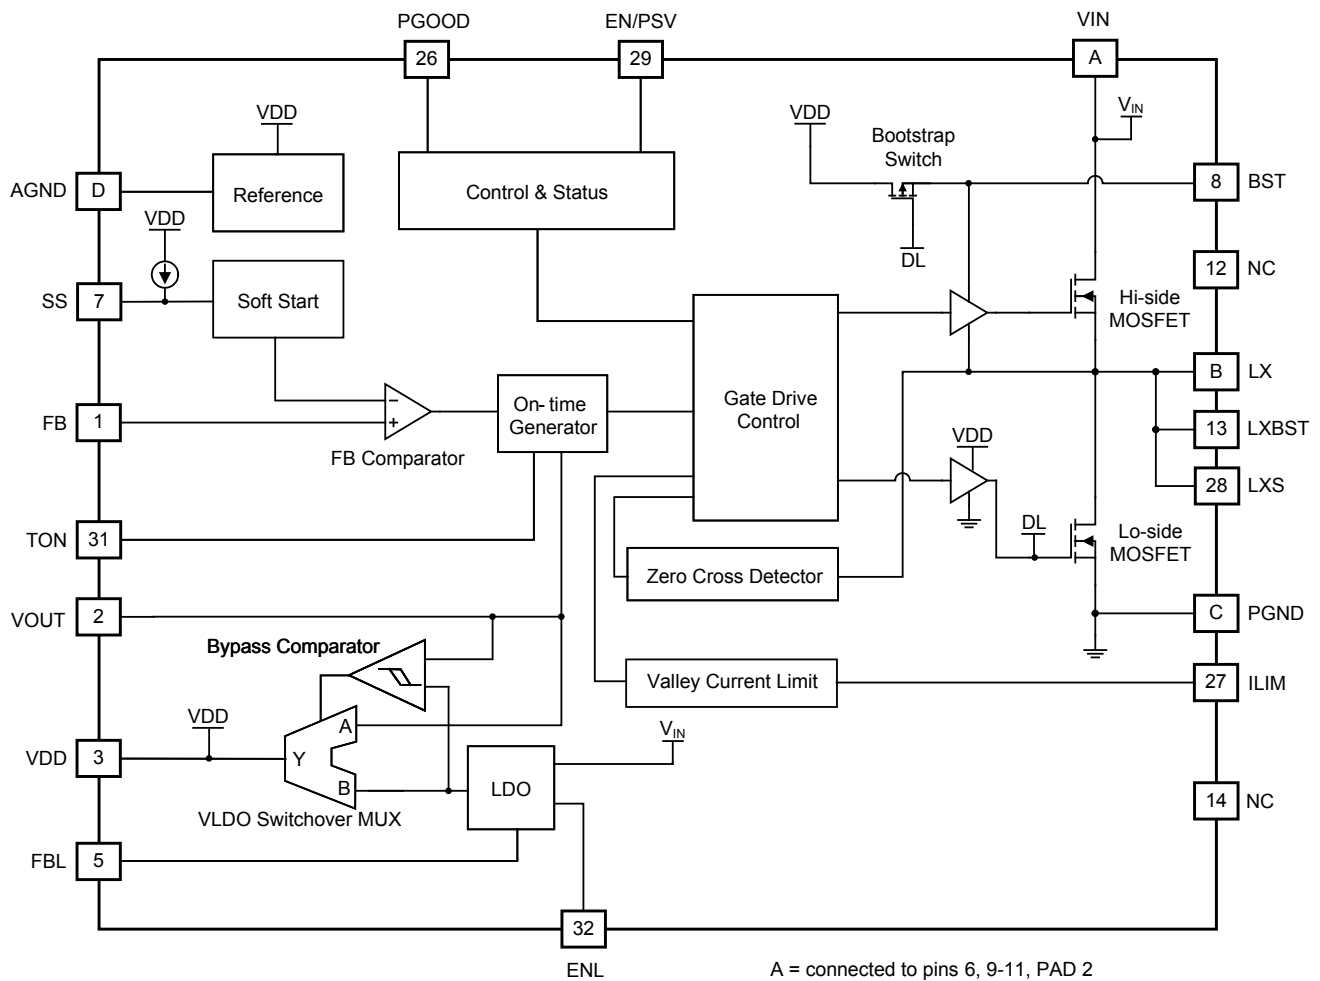 PGOOD
EN/PSV
VIN
26
29
A
VDD
VDD
Bootstrap
Switch
VIN
AGND
D
Reference
Control & Status
8
BST
VDD
DL
12
NC
SS
7
Soft Start
Hi-side
MOSFET
B
LX
FB
1
−
+
FB Comparator
On-time
Generator
Gate Drive
Control
13
LXBST
VDD
28
LXS
TON
31
DL
Lo-side
MOSFET
Zero Cross Detector
VOUT
2
C
PGND
Bypass Comparator
Valley Current Limit
27
ILIM
VDD
A
VIN
VDD
3
Y
B
LDO
14
NC
VLDO Switchover MUX
FBL
5
32
ENL
A = connected to pins 6, 9-11, PAD 2